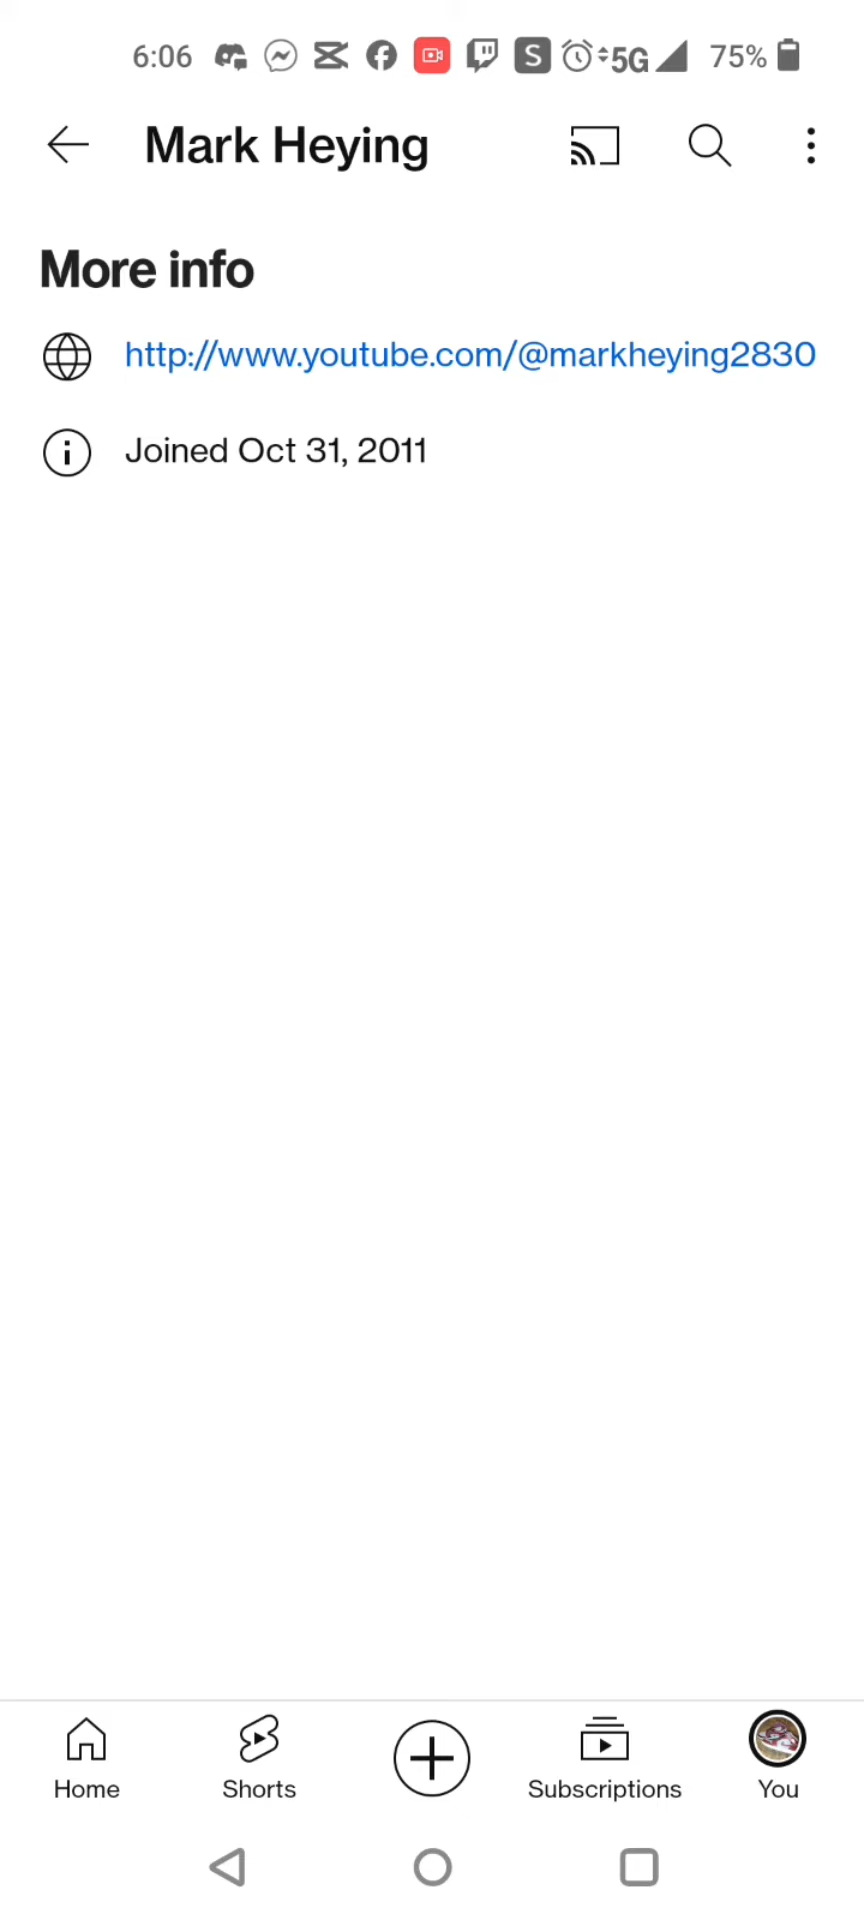 6:06 S 5G 75%
Mark Heying
More info
http://www.youtube.com/@markheying2830
Joined Oct 31, 2011
Home Shorts Subscriptions You